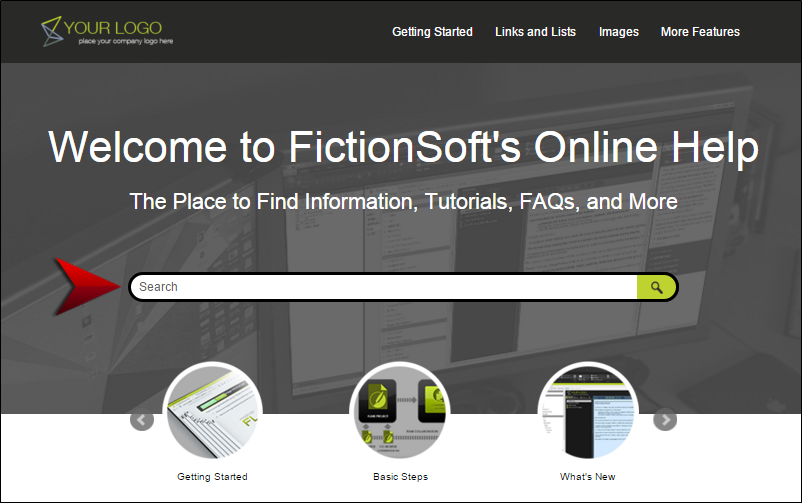 YOUR LOGO
place your company logo here
Getting Started Links and Lists Images More Features
Welcome to FictionSoft's Online Help
The Place to Find Information, Tutorials, FAQs, and More
Search
Getting Started Basic Steps What's New